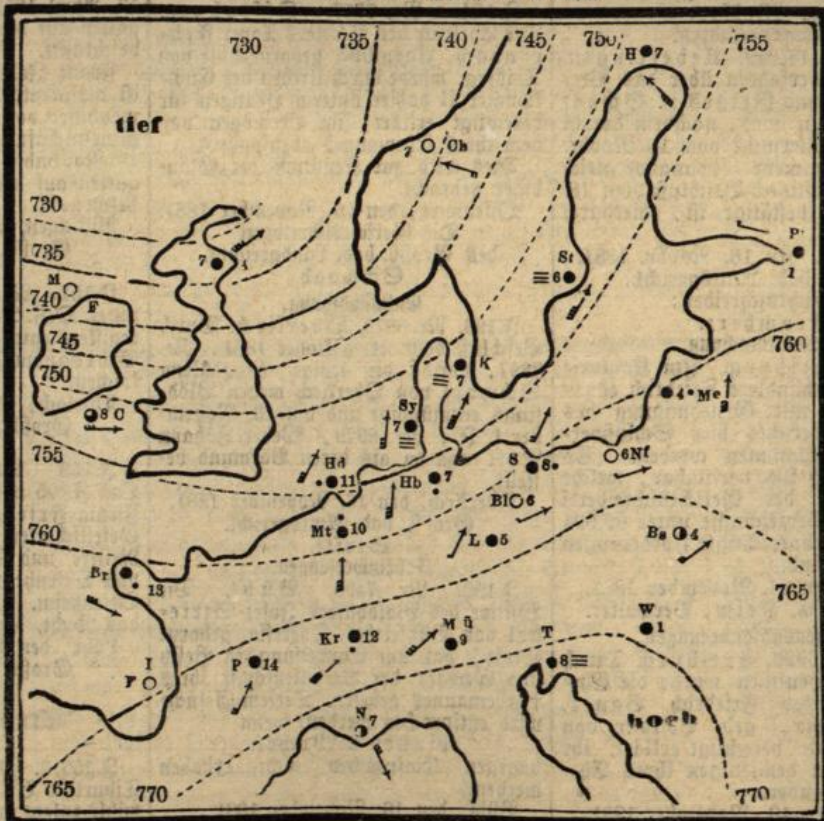 730 735 740 745 750 755
H 7
tief
7 Ch
730
735
740
745
750
755
7
M
F
8 C
St
6
P
1
760
K
7
Sy
7
4 Me
Hd
11
Hb
7
S
8
6 Nf
Mt
10
Bl 6
L 5
Bs 4
760
Br
13
765
Kr
12
M ü
9
T
8
W
1
P 14
I
F
N
7
hoch
765 770 770